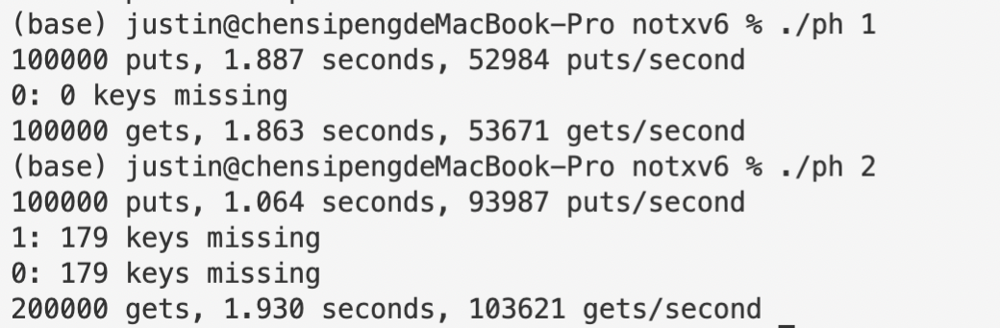 (base) justin@chensipengdeMacBook-Pro notxv6 % ./ph 1
100000 puts, 1.887 seconds, 52984 puts/second
0: 0 keys missing
100000 gets, 1.863 seconds, 53671 gets/second
(base) justin@chensipengdeMacBook-Pro notxv6 % ./ph 2
100000 puts, 1.064 seconds, 93987 puts/second
1: 179 keys missing
0: 179 keys missing
200000 gets, 1.930 seconds, 103621 gets/second